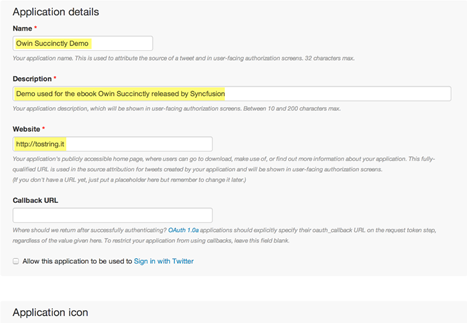 Application details
Name *
Owin Succinctly Demo
Your application name. This is used to attribute the source of a tweet and in user-facing authorization screens. 32 characters max.
Description *
Demo used for the ebook Owin Succinctly released by Syncfusion
Your application description, which will be shown in user-facing authorization screens. Between 10 and 200 characters max.
Website *
http://tostring.it
Your application's publicly accessible home page, where users can go to download, make use of, or find out more information about your application. This fully-
qualified URL is used in the source attribution for tweets created by your application and will be shown in user-facing authorization screens.
(If you don't have a URL yet, just put a placeholder here but remember to change it later.)
Callback URL
Where should we return after successfully authenticating? OAuth 1.0a applications should explicitly specify their oauth_callback URL on the request token step,
regardless of the value given here. To restrict your application from using callbacks, leave this field blank.
Allow this application to be used to Sign in with Twitter
Application icon